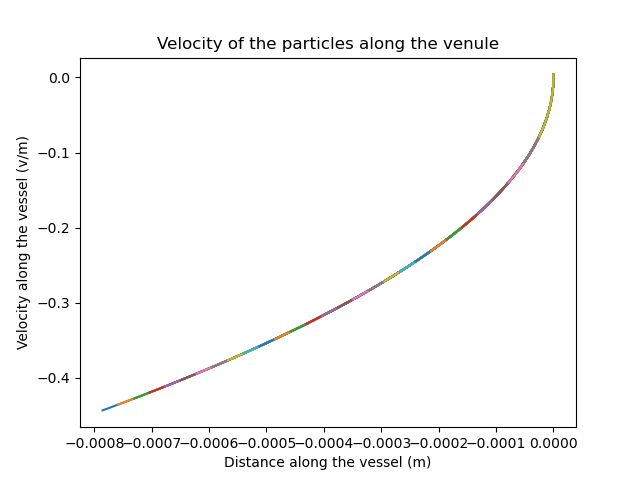 Velocity of the particles along the venule
Velocity along the vessel (v/m)
0.0
−0.1
−0.2
−0.3
−0.4
−0.0008−0.0007−0.0006−0.0005−0.0004−0.0003−0.0002−0.0001 0.0000
Distance along the vessel (m)